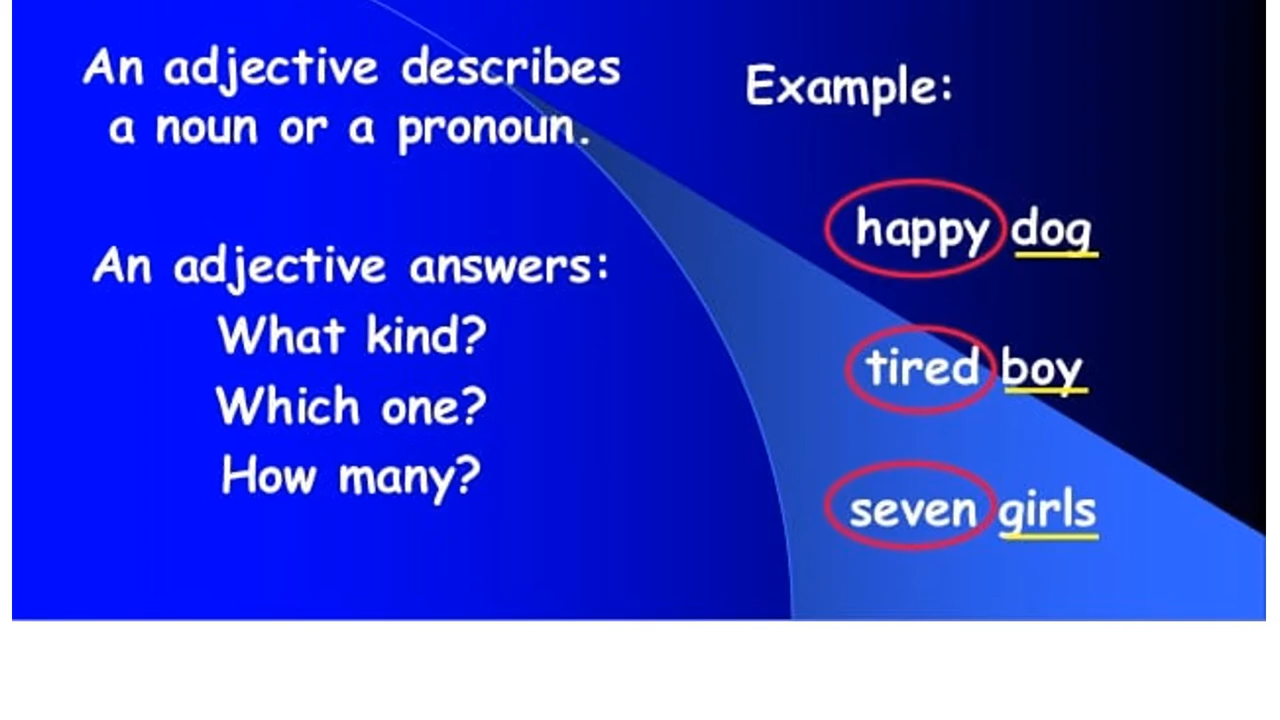 An adjective describes
a noun or a pronoun.
An adjective answers:
What kind?
Which one?
How many?
Example:
happy dog
tired boy
seven girls